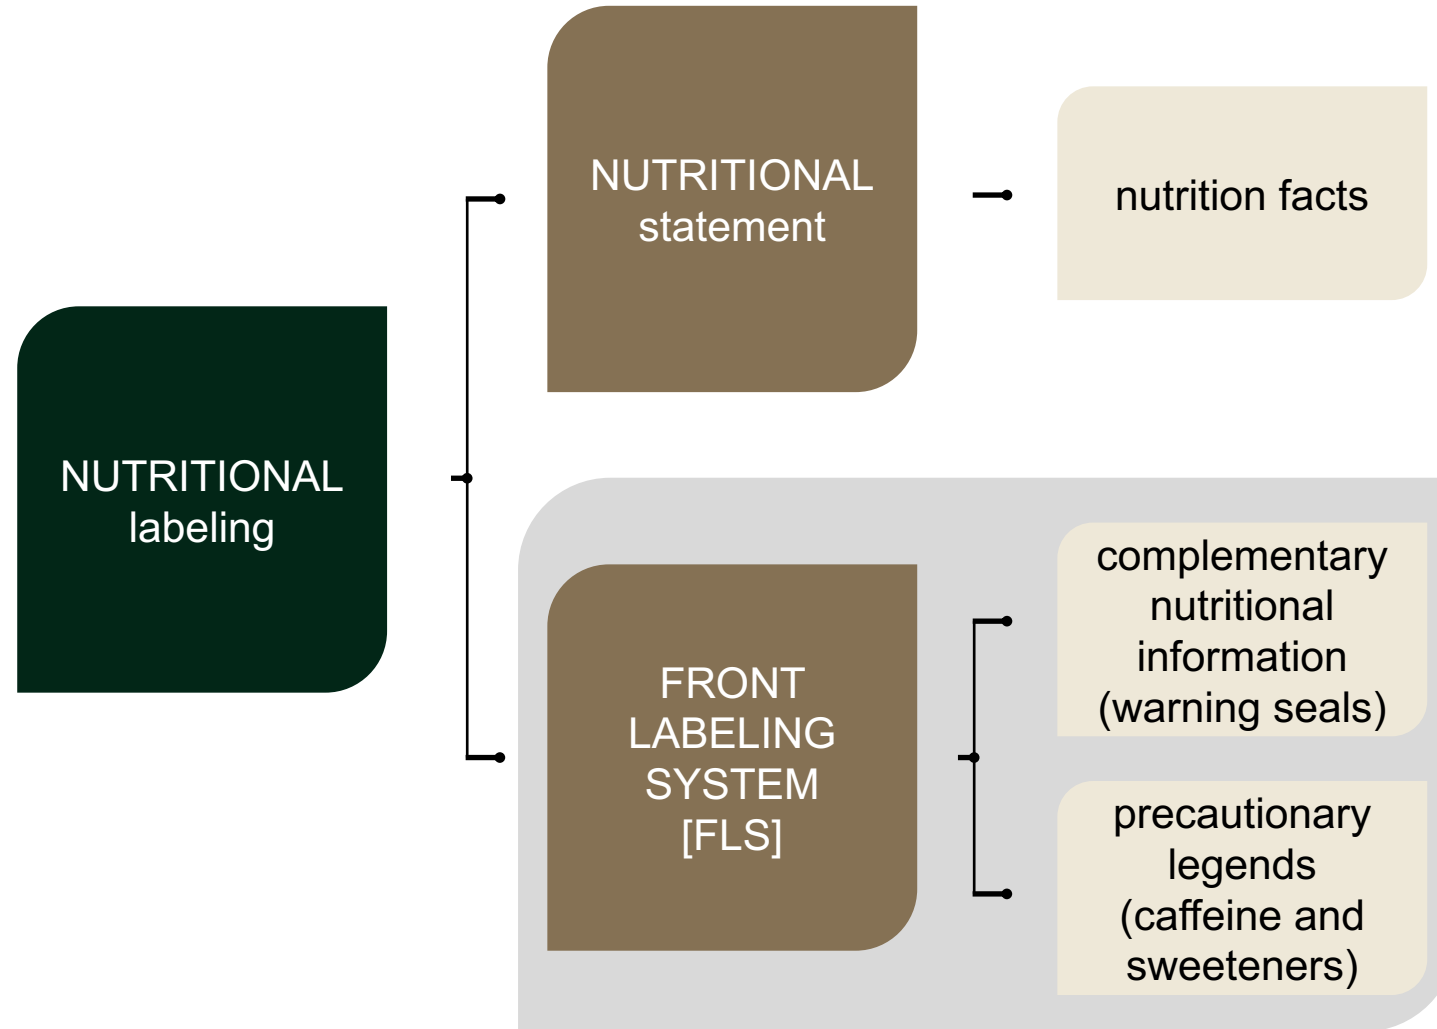 NUTRITIONAL
labeling
NUTRITIONAL
statement
nutrition facts
FRONT
LABELING
SYSTEM
[FLS]
complementary
nutritional
information
(warning seals)
precautionary
legends
(caffeine and
sweeteners)